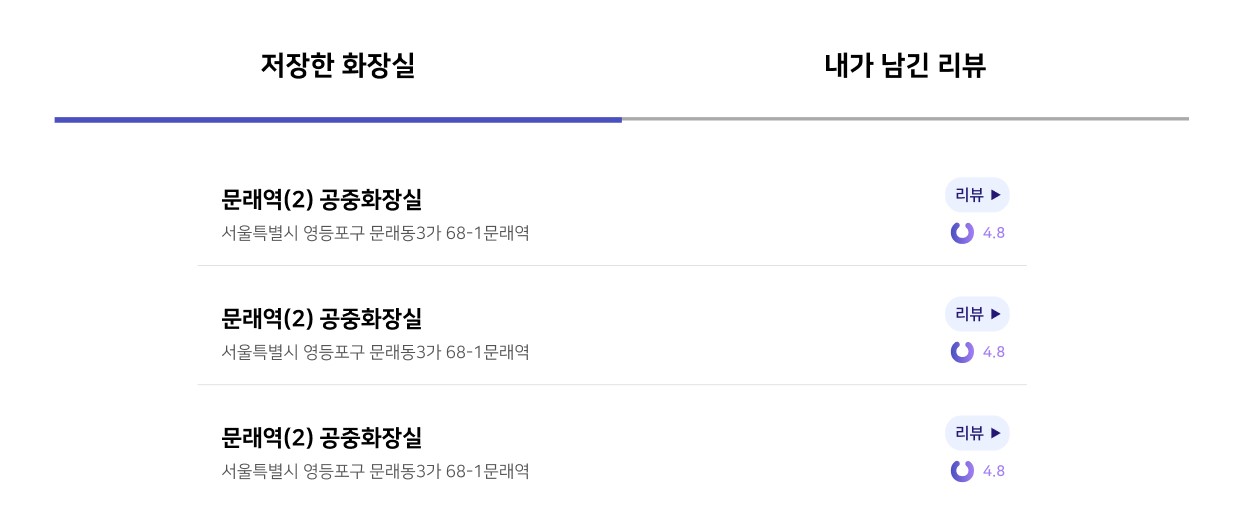 저장한 화장실 내가 남긴 리뷰
문래역(2) 공중화장실 리뷰 ▶
서울특별시 영등포구 문래동3가 68-1문래역 4.8
문래역(2) 공중화장실 리뷰 ▶
서울특별시 영등포구 문래동3가 68-1문래역 4.8
문래역(2) 공중화장실 리뷰 ▶
서울특별시 영등포구 문래동3가 68-1문래역 4.8